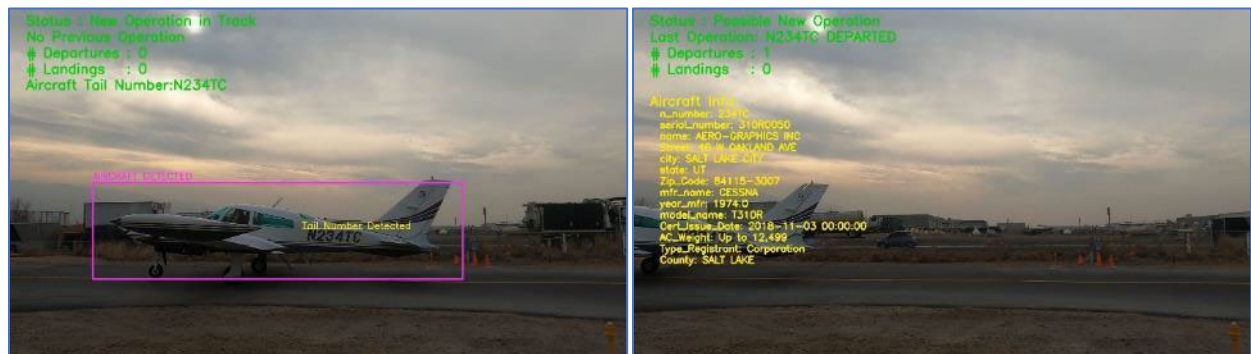 Status : New Operation in Track
No Previous Operation
# Departures : 0
# Landings : 0
Aircraft Tail Number:N234TC
AIRCRAFT DETECTED
Tail Number Detected
N234TC
Status : Possible New Operation
Last Operation: N234TC DEPARTED
# Departures : 1
# Landings : 0
Aircraft Info:
n_number: 234TC
serial_number: 310R0050
name: AERO-GRAPHICS INC
Street: 40 W OAKLAND AVE
city: SALT LAKE CITY
state: UT
Zip_Code: 84115-3007
mfr_name: CESSNA
year_mfr: 1974.0
model_name: T310R
Cert_Issue_Date: 2018-11-03 00:00:00
AC_Weight: Up to 12,499
Type_Registrant: Corporation
County: SALT LAKE